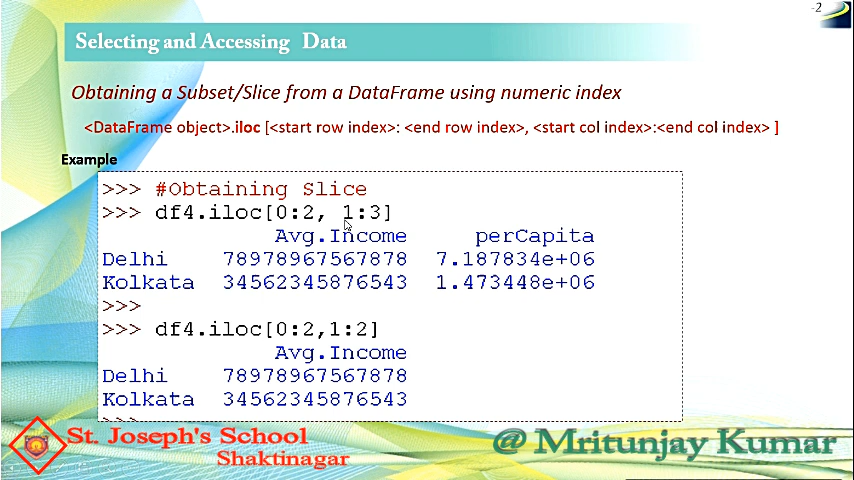 -2
Selecting and Accessing Data
Obtaining a Subset/Slice from a DataFrame using numeric index
<DataFrame object>.iloc [<start row index>: <end row index>, <start col index>:<end col index> ]
Example
>>> #Obtaining Slice
>>> df4.iloc[0:2, 1:3]
Avg.Income perCapita
Delhi 78978967567878 7.187834e+06
Kolkata 34562345876543 1.473448e+06
>>>
>>> df4.iloc[0:2,1:2]
Avg.Income
Delhi 78978967567878
Kolkata 34562345876543
>>>
St. Joseph's School
Shaktinagar
@ Mritunjay Kumar